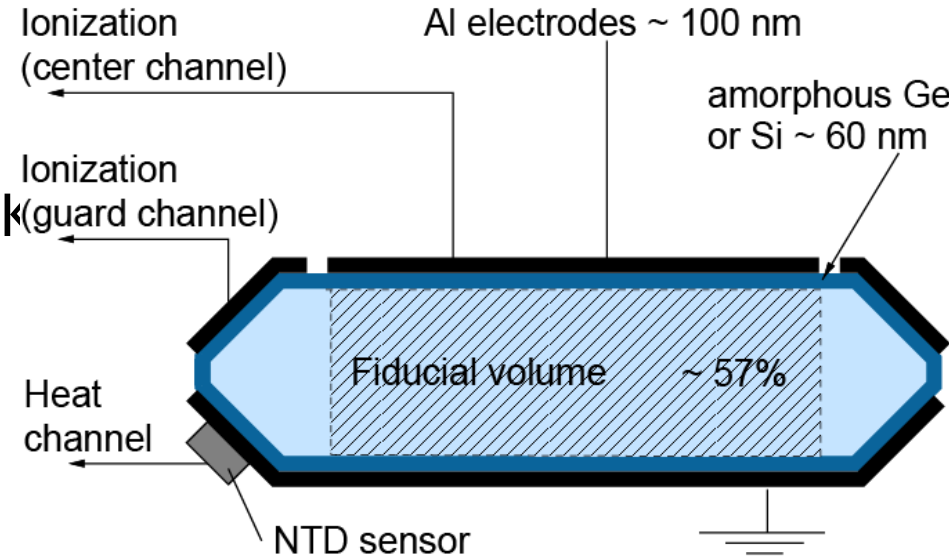 Ionization
(center channel)
Al electrodes ~ 100 nm
amorphous Ge
or Si ~ 60 nm
Ionization
(guard channel)
Fiducial volume ~ 57%
Heat
channel
NTD sensor